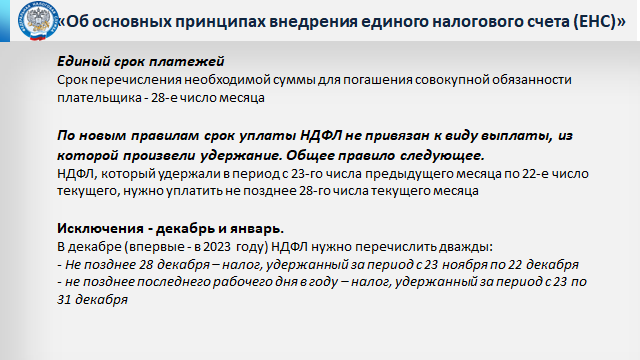 «Об основных принципах внедрения единого налогового счета (ЕНС)»
Единый срок платежей
Срок перечисления необходимой суммы для погашения совокупной обязанности
плательщика - 28-е число месяца
По новым правилам срок уплаты НДФЛ не привязан к виду выплаты, из
которой произвели удержание. Общее правило следующее.
НДФЛ, который удержали в период с 23-го числа предыдущего месяца по 22-е число
текущего, нужно уплатить не позднее 28-го числа текущего месяца
Исключения - декабрь и январь.
В декабре (впервые - в 2023 году) НДФЛ нужно перечислить дважды:
- Не позднее 28 декабря – налог, удержанный за период с 23 ноября по 22 декабря
- не позднее последнего рабочего дня в году – налог, удержанный за период с 23 по
31 декабря